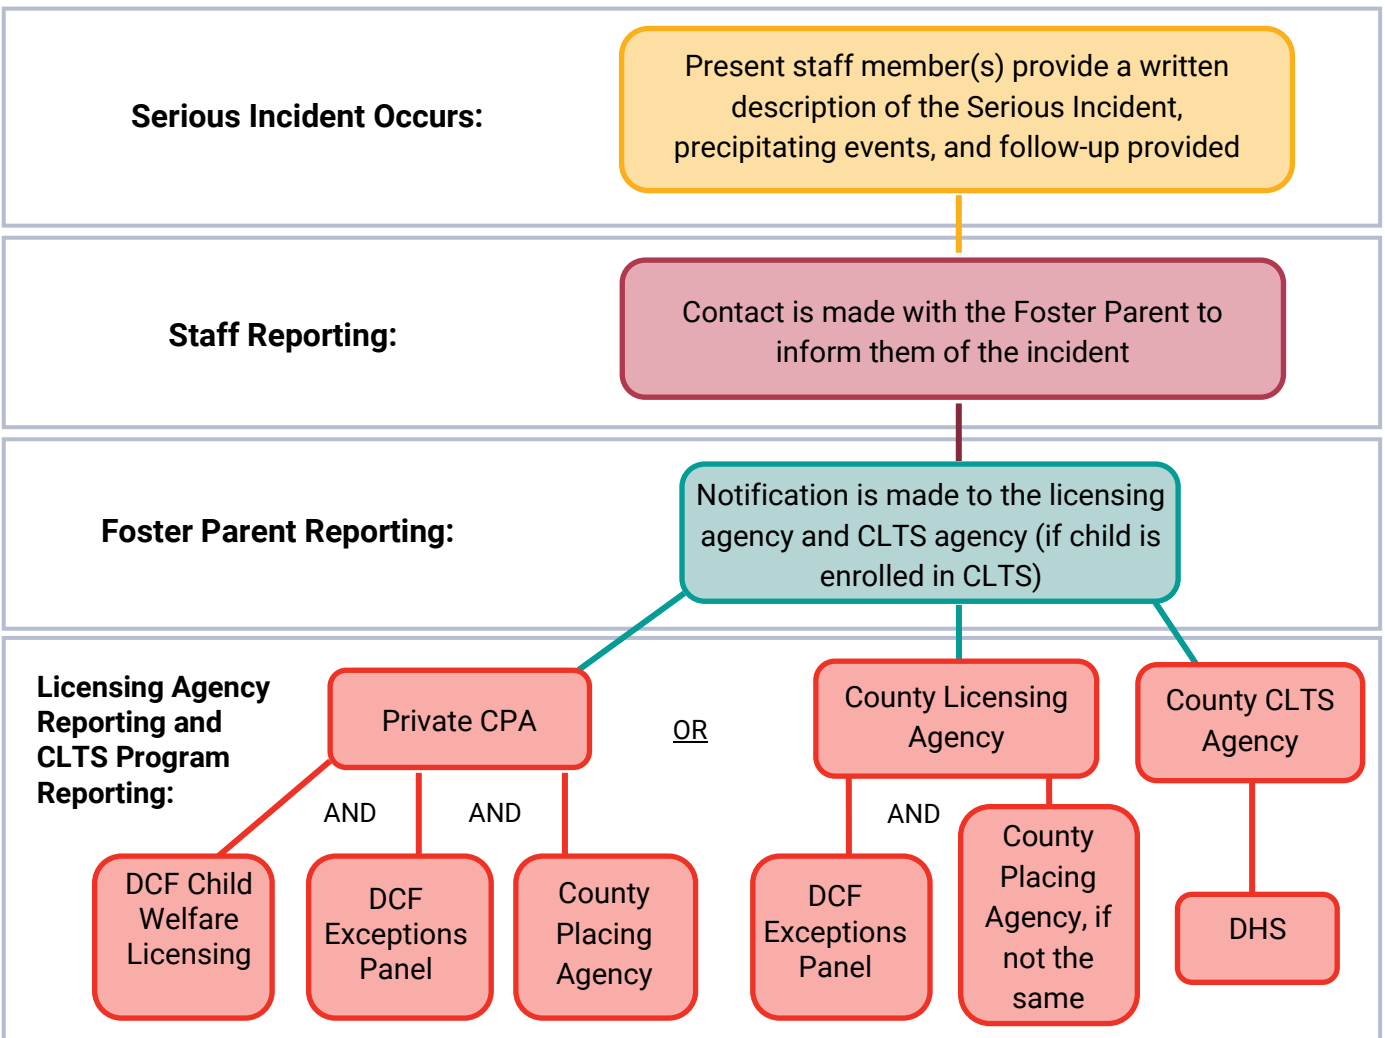 Serious Incident Occurs:
Present staff member(s) provide a written
description of the Serious Incident,
precipitating events, and follow-up provided
Staff Reporting:
Contact is made with the Foster Parent to
inform them of the incident
Foster Parent Reporting:
Notification is made to the licensing
agency and CLTS agency (if child is
enrolled in CLTS)
Licensing Agency
Reporting and
CLTS Program
Reporting:
Private CPA
OR
County Licensing
Agency
County CLTS
Agency
AND
AND
AND
DCF Child
Welfare
Licensing
DCF
Exceptions
Panel
County
Placing
Agency
DCF
Exceptions
Panel
County
Placing
Agency, if
not the
same
DHS